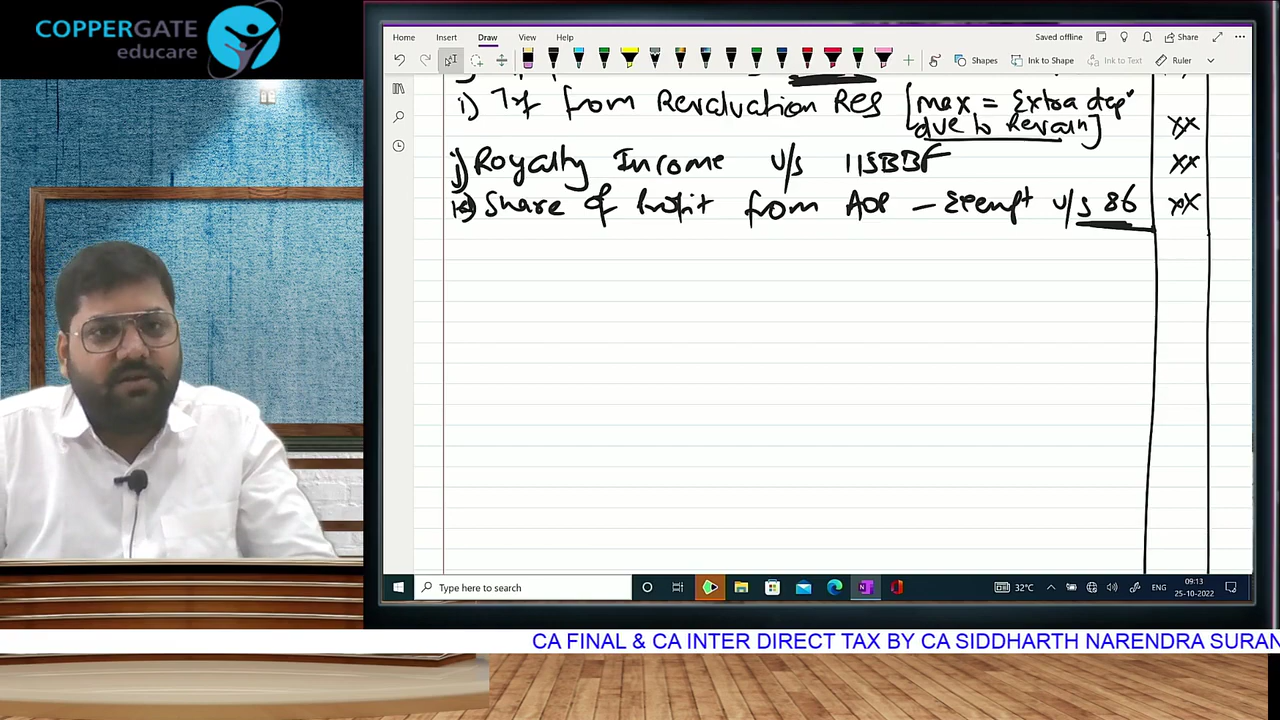 COPPERGATE
educare
Home Insert Draw View Help
Saved offline
Share
Shapes
Ink to Shape
Ink to Text
Ruler
i) Tf from Revaluation Res [max = Extra dep
due to Revaln] xx
j) Royalty Income u/s 115BBF xx
k) Share of Profit from AOP – Exempt u/s 86 xx
Type here to search
32°C
ENG
09:13
25-10-2022
CA FINAL & CA INTER DIRECT TAX BY CA SIDDHARTH NARENDRA SURAN